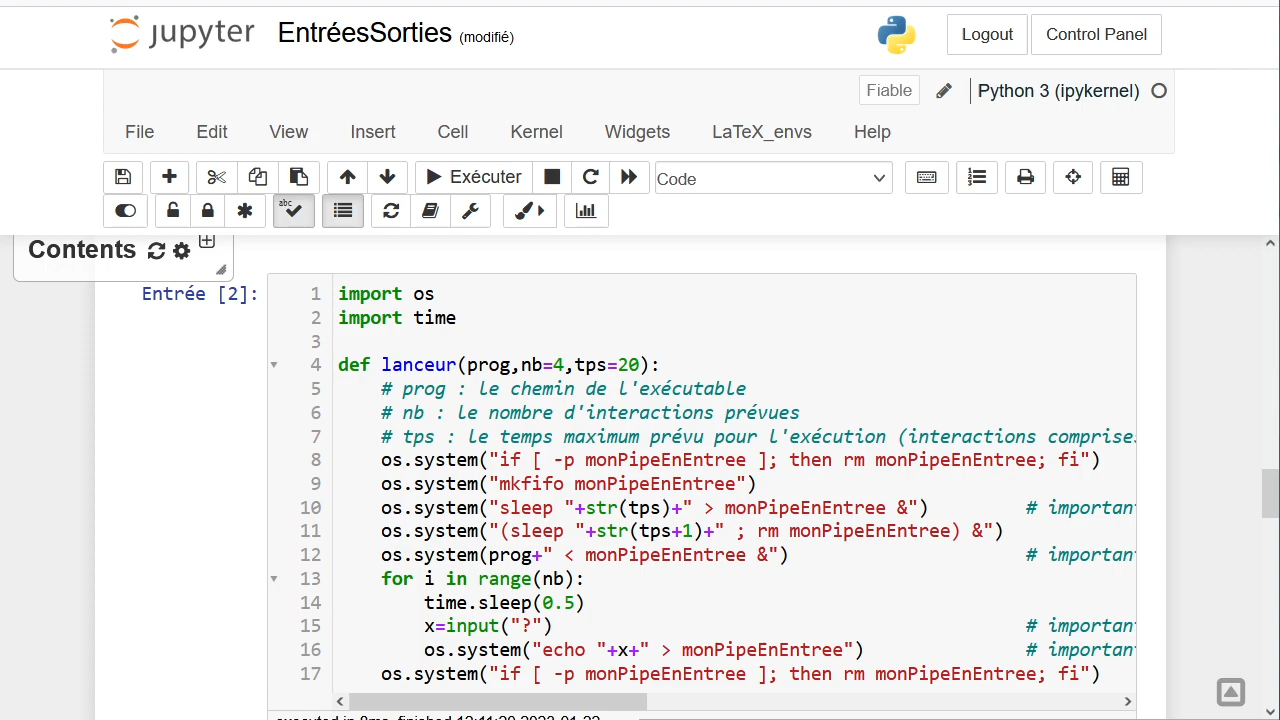 jupyter EntréesSorties (modifié) Logout Control Panel
Fiable Python 3 (ipykernel)
File Edit View Insert Cell Kernel Widgets LaTeX_envs Help
Exécuter Code
abc
Contents
Entrée [2]:
1 import os
2 import time
3
4 def lanceur(prog,nb=4,tps=20):
5 # prog : le chemin de l'exécutable
6 # nb : le nombre d'interactions prévues
7 # tps : le temps maximum prévu pour l'exécution (interactions comprises
8 os.system("if [ -p monPipeEnEntree ]; then rm monPipeEnEntree; fi")
9 os.system("mkfifo monPipeEnEntree")
10 os.system("sleep "+str(tps)+" > monPipeEnEntree &") # important
11 os.system("(sleep "+str(tps+1)+" ; rm monPipeEnEntree) &")
12 os.system(prog+" < monPipeEnEntree &") # important
13 for i in range(nb):
14 time.sleep(0.5)
15 x=input("?") # important
16 os.system("echo "+x+" > monPipeEnEntree") # important
17 os.system("if [ -p monPipeEnEntree ]; then rm monPipeEnEntree; fi")